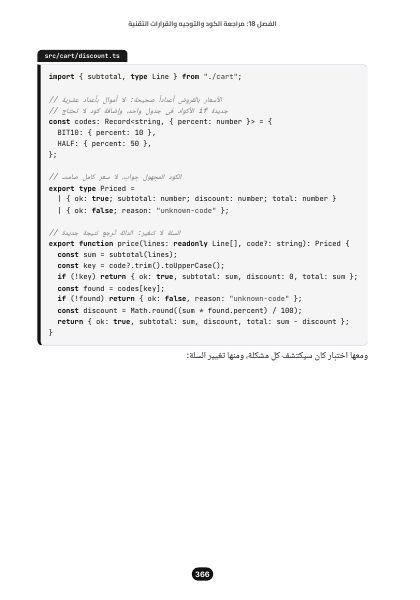 الفصل 18: مراجعة الكود والتوجيه والقرارات التقنية
src/cart/discount.ts
import { subtotal, type Line } from "./cart";
// الأسعار بالقروش أعداداً صحيحة: لا أموال بأعداد عشرية
// الأكواد في جدول واحد، وإضافة كود لا تحتاج if جديدة
const codes: Record<string, { percent: number }> = {
BIT10: { percent: 10 },
HALF: { percent: 50 },
};
// الكود المجهول جواب، لا سعر كامل صامت
export type Priced =
| { ok: true; subtotal: number; discount: number; total: number }
| { ok: false; reason: "unknown-code" };
// السلة لا تتغير: الدالة ترجع نتيجة جديدة
export function price(lines: readonly Line[], code?: string): Priced {
const sum = subtotal(lines);
const key = code?.trim().toUpperCase();
if (!key) return { ok: true, subtotal: sum, discount: 0, total: sum };
const found = codes[key];
if (!found) return { ok: false, reason: "unknown-code" };
const discount = Math.round((sum * found.percent) / 100);
return { ok: true, subtotal: sum, discount, total: sum - discount };
}
ومعها اختبار كان سيكتشف كل مشكلة، ومنها تغيير السلة:
366